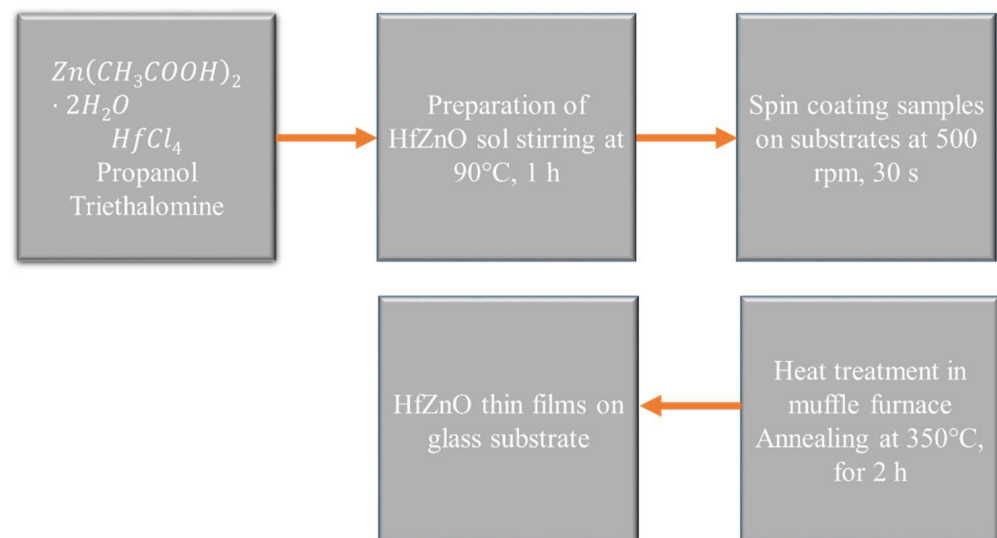 Zn(CH₃COOH)₂
· 2H₂O
HfCl₄
Propanol
Triethalomine
Preparation of
HfZnO sol stirring at
90°C, 1 h
Spin coating samples
on substrates at 500
rpm, 30 s
Heat treatment in
muffle furnace
Annealing at 350°C,
for 2 h
HfZnO thin films on
glass substrate